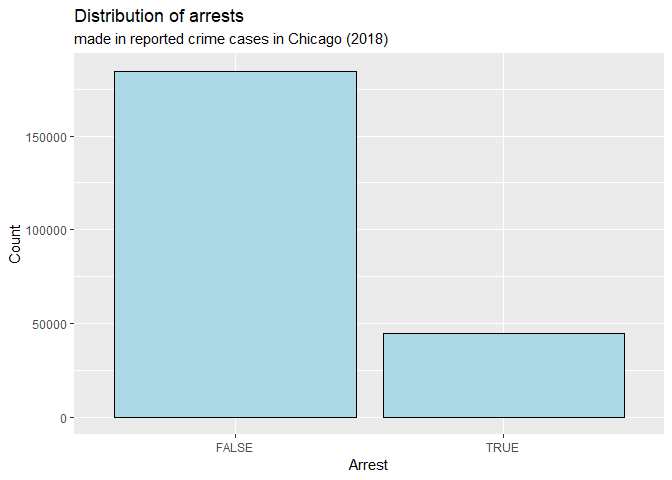 Distribution of arrests
made in reported crime cases in Chicago (2018)
Count
150000
100000
50000
0
FALSE
TRUE
Arrest